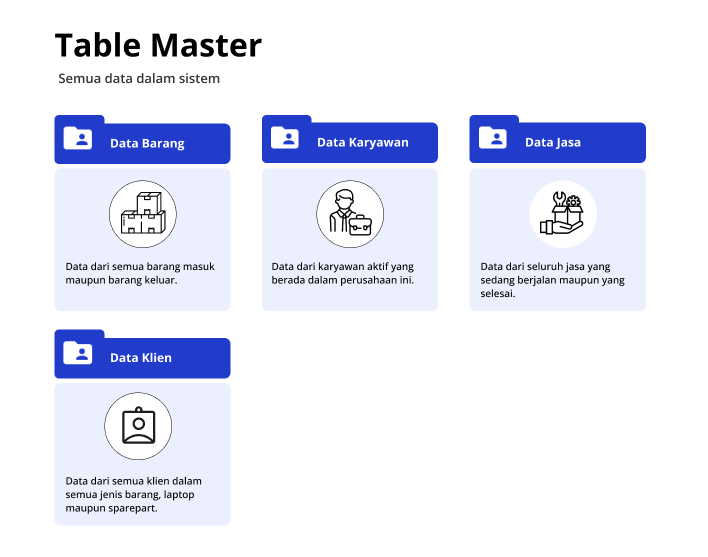 Table Master
Semua data dalam sistem
Data Barang
Data dari semua barang masuk
maupun barang keluar.
Data Karyawan
Data dari karyawan aktif yang
berada dalam perusahaan ini.
Data Jasa
Data dari seluruh jasa yang
sedang berjalan maupun yang
selesai.
Data Klien
Data dari semua klien dalam
semua jenis barang, laptop
maupun sparepart.